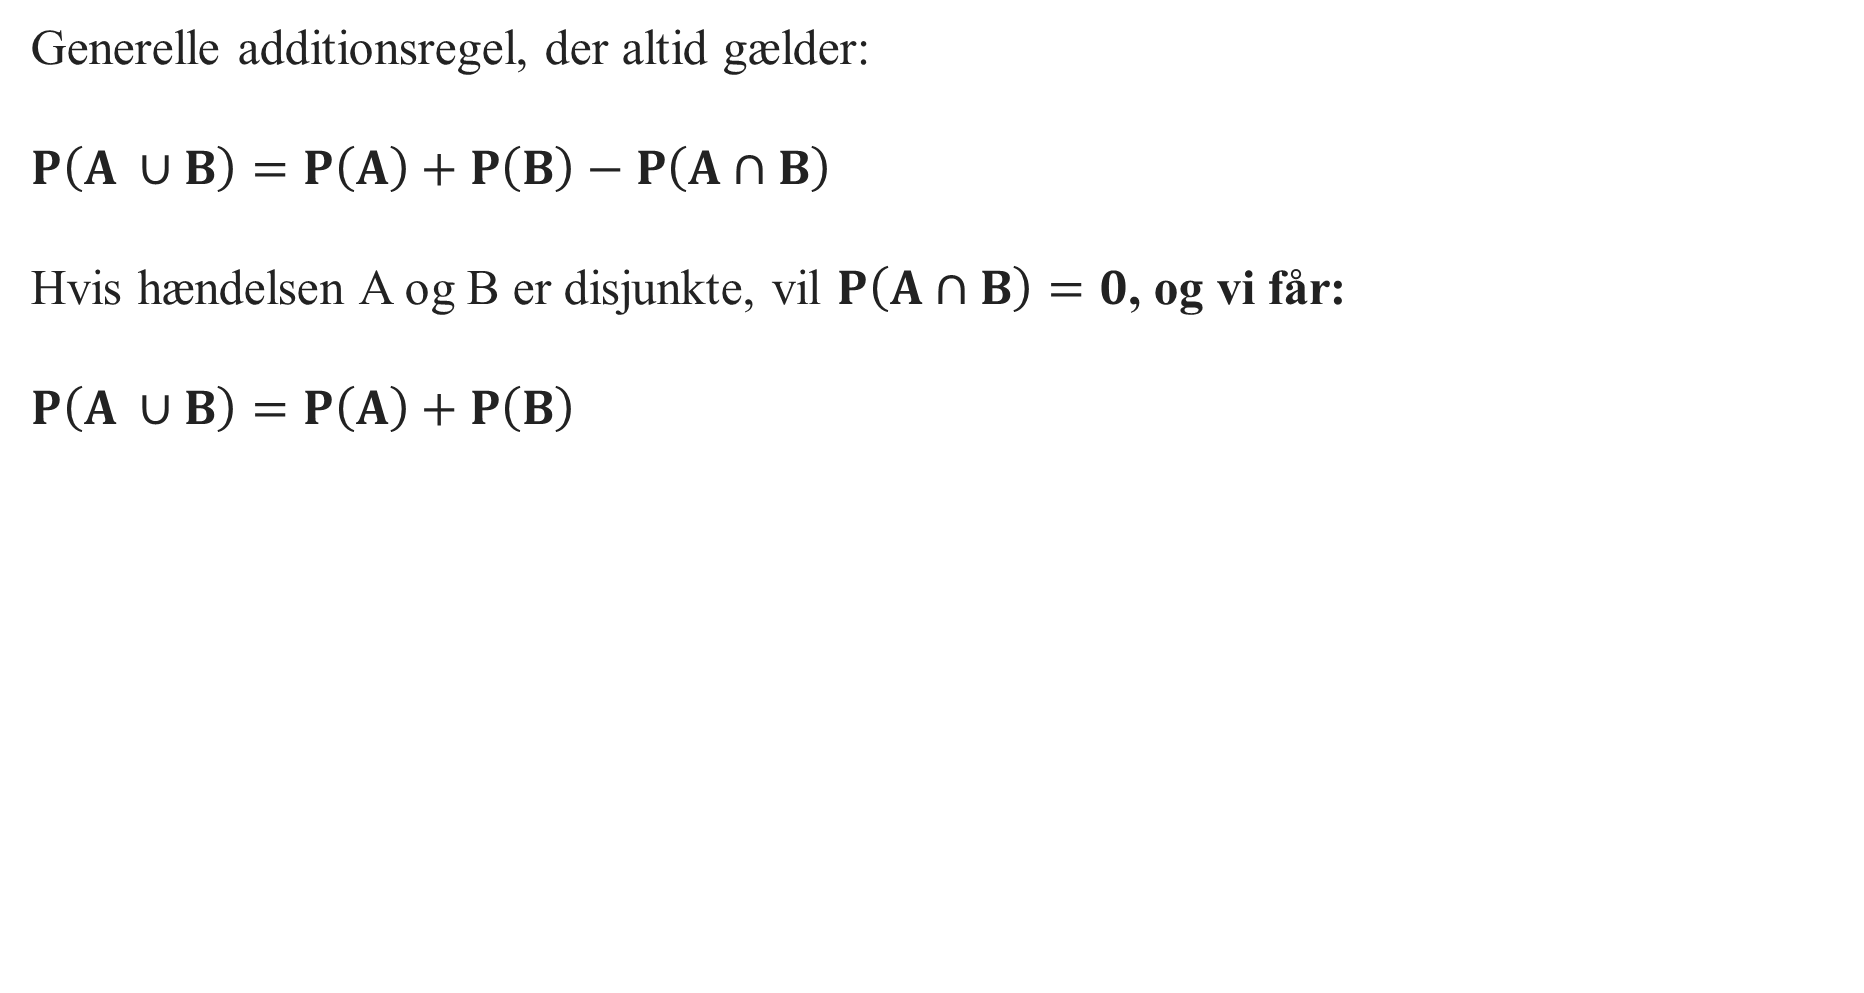 Generelle additionsregel, der altid gælder:
P(A ∪ B) = P(A) + P(B) − P(A ∩ B)
Hvis hændelsen A og B er disjunkte, vil P(A ∩ B) = 0, og vi får:
P(A ∪ B) = P(A) + P(B)